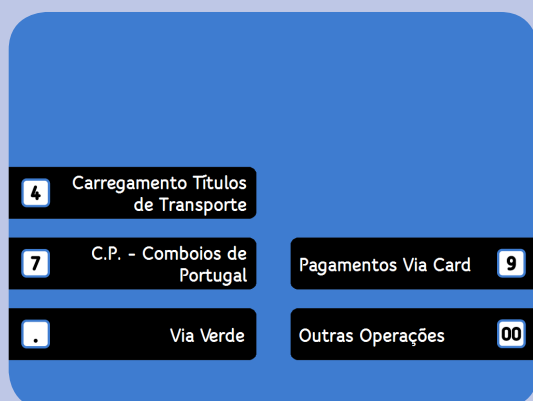 4
Carregamento Títulos
de Transporte
7
C.P. - Comboios de
Portugal
Pagamentos Via Card
9
.
Via Verde
Outras Operações
00